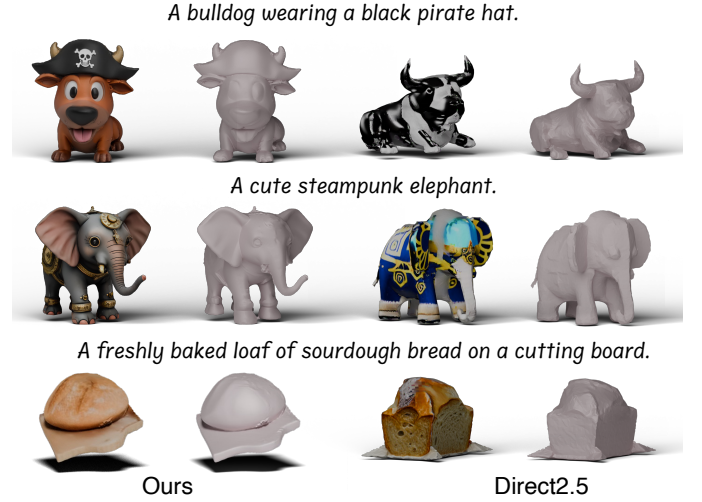 A bulldog wearing a black pirate hat.
A cute steampunk elephant.
A freshly baked loaf of sourdough bread on a cutting board.
Ours
Direct2.5